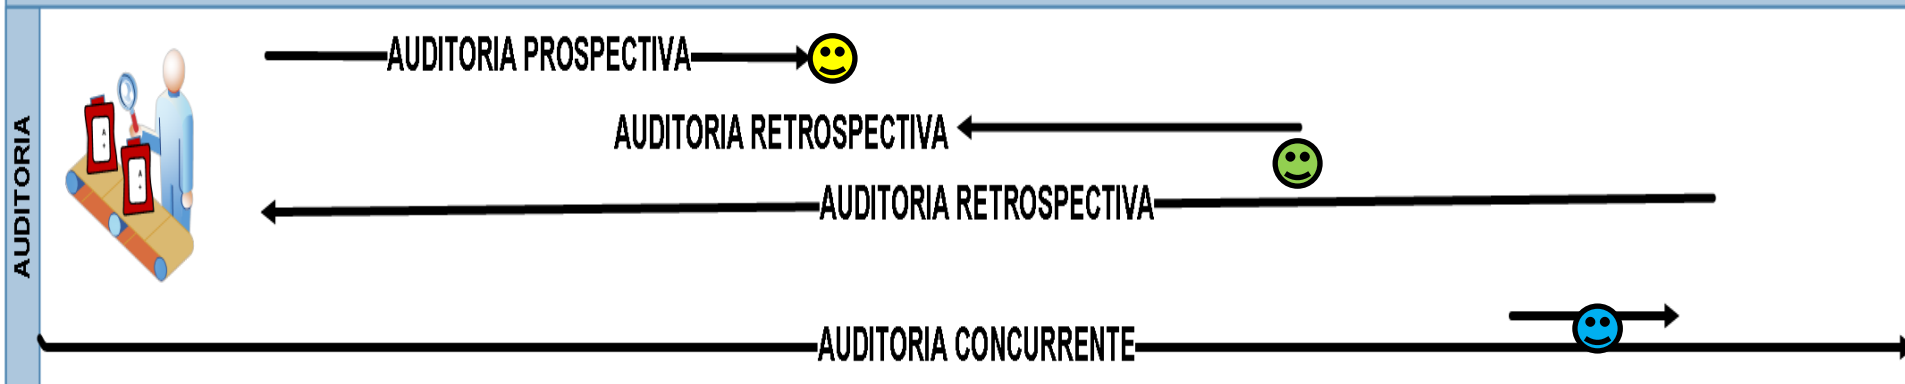 AUDITORIA
AUDITORIA PROSPECTIVA
AUDITORIA RETROSPECTIVA
AUDITORIA RETROSPECTIVA
AUDITORIA CONCURRENTE